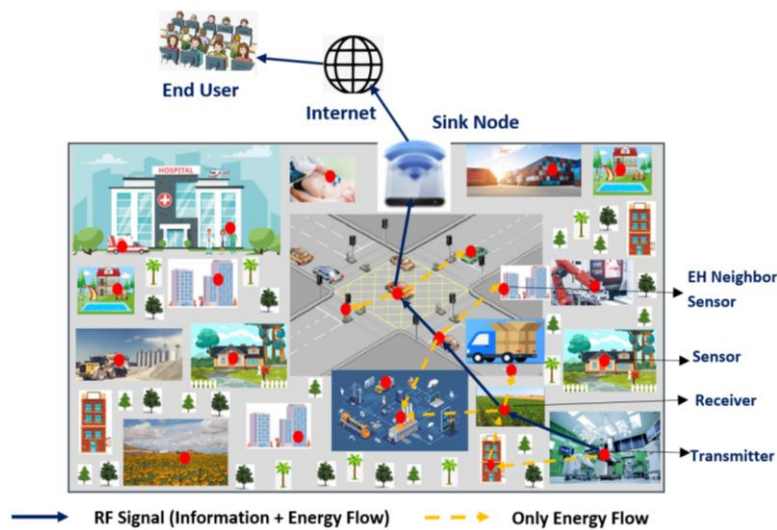 End User
Internet
Sink Node
HOSPITAL
EH Neighbor
Sensor
Sensor
Receiver
Transmitter
RF Signal (Information + Energy Flow)
Only Energy Flow